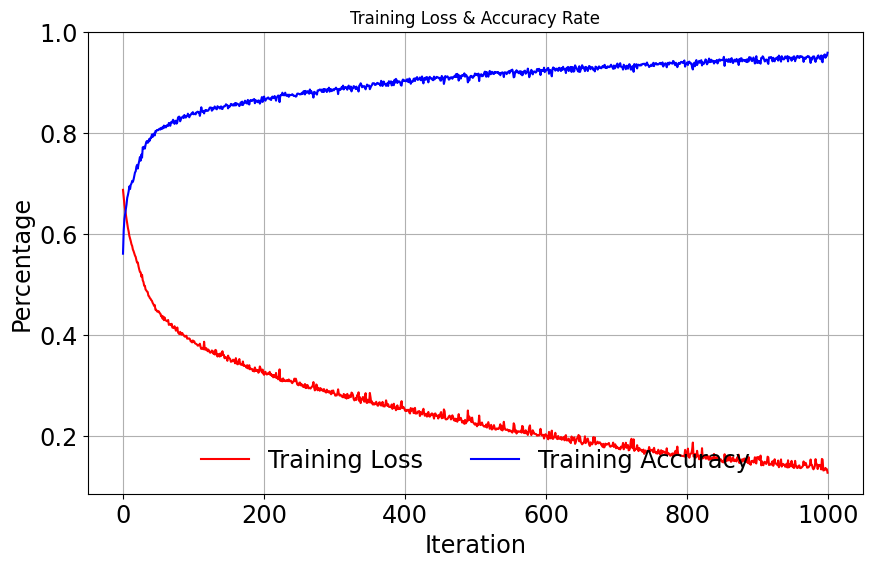 Training Loss & Accuracy Rate
1.0
0.8
0.6
0.4
0.2
Percentage
Training Loss Training Accuracy
0 200 400 600 800 1000
Iteration